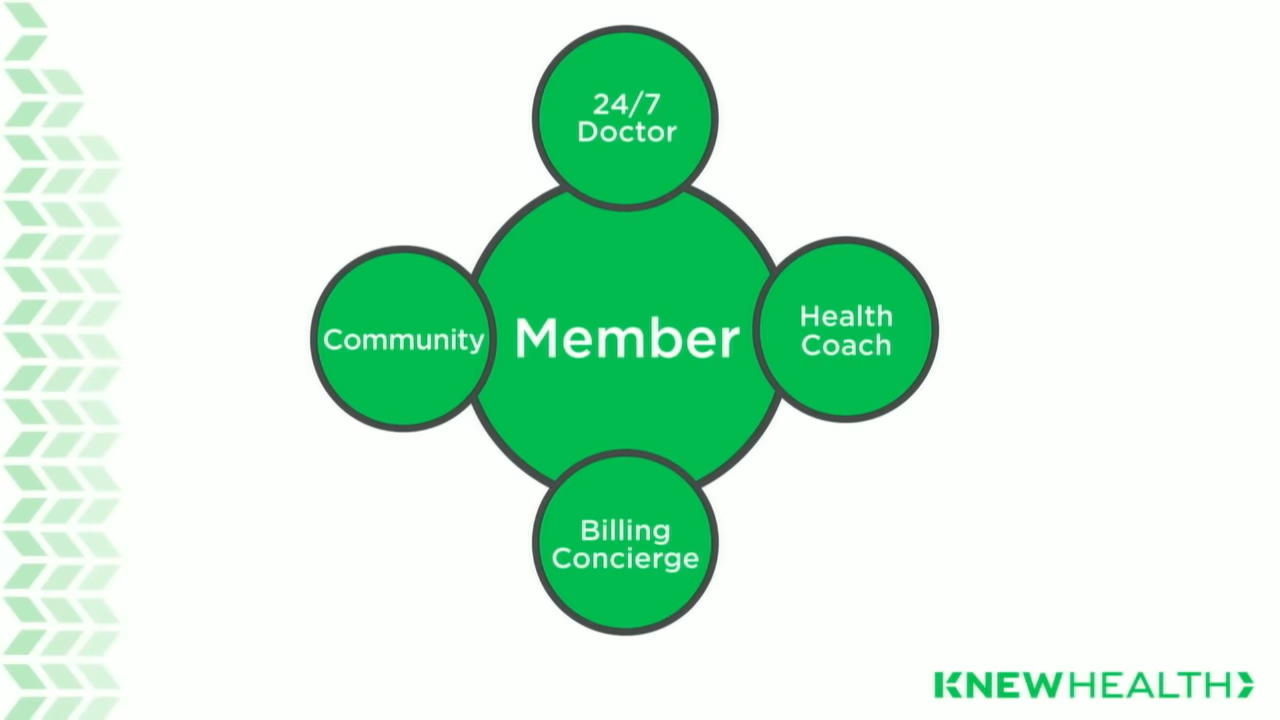 24/7
Doctor
Community
Member
Health
Coach
Billing
Concierge
KNEWHEALTH